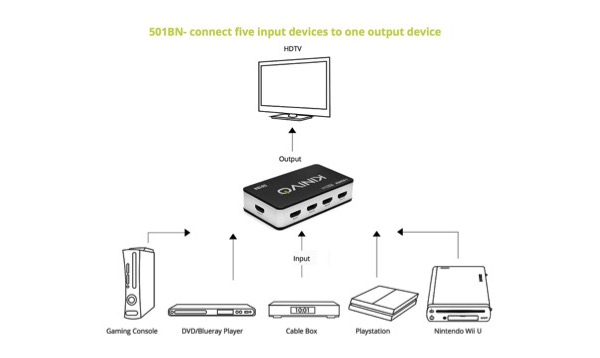 501BN- connect five input devices to one output device
HDTV
Output
KINIVO
501BN
Input
10:01
Gaming Console
DVD/Blueray Player
Cable Box
Playstation
Nintendo Wii U